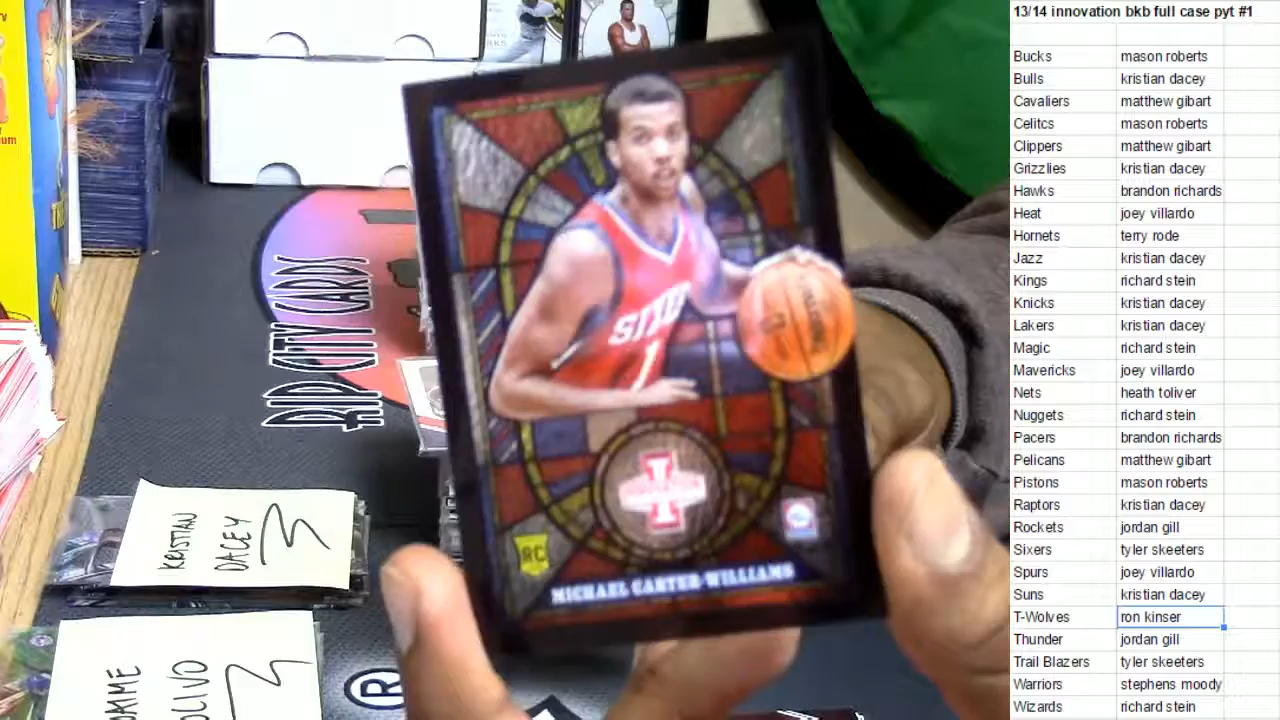 13/14 innovation bkb full case pyt #1
Bucks mason roberts
Bulls kristian dacey
Cavaliers matthew gibart
Celitcs mason roberts
Clippers matthew gibart
Grizzlies kristian dacey
Hawks brandon richards
Heat joey villardo
Hornets terry rode
Jazz kristian dacey
Kings richard stein
Knicks kristian dacey
Lakers kristian dacey
Magic richard stein
Mavericks joey villardo
Nets heath toliver
Nuggets richard stein
Pacers brandon richards
Pelicans matthew gibart
Pistons mason roberts
Raptors kristian dacey
Rockets jordan gill
Sixers tyler skeeters
Spurs joey villardo
Suns kristian dacey
T-Wolves ron kinser
Thunder jordan gill
Trail Blazers tyler skeeters
Warriors stephens moody
Wizards richard stein
RIP CITY CARDS
SIXERS
1
RC
MICHAEL CARTER-WILLIAMS
KRISTIAN
DACEY
OLIVO
®